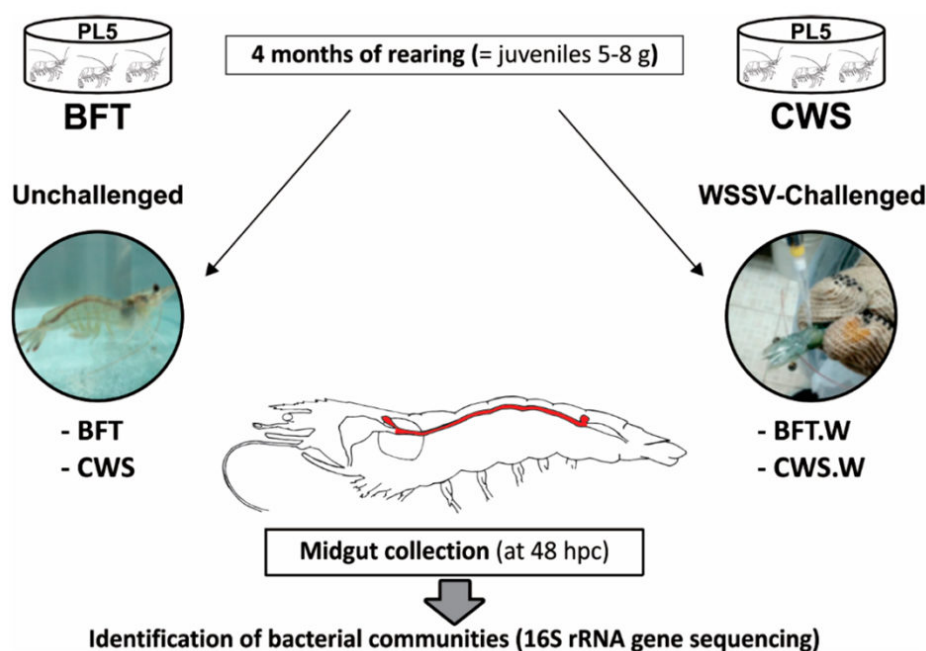 PL5
BFT
4 months of rearing (= juveniles 5-8 g)
PL5
CWS
Unchallenged
- BFT
- CWS
WSSV-Challenged
- BFT.W
- CWS.W
Midgut collection (at 48 hpc)
Identification of bacterial communities (16S rRNA gene sequencing)